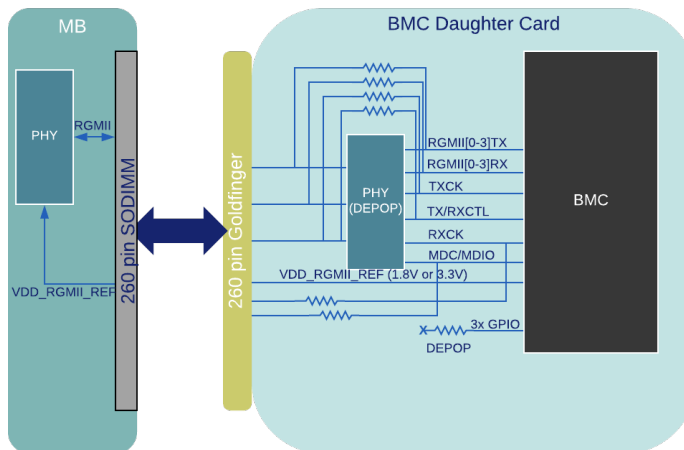 MB
BMC Daughter Card
PHY
RGMII
VDD_RGMII_REF
260 pin SODIMM
260 pin Goldfinger
PHY
(DEPOP)
RGMII[0-3]TX
RGMII[0-3]RX
TXCK
TX/RXCTL
RXCK
MDC/MDIO
VDD_RGMII_REF (1.8V or 3.3V)
3x GPIO
DEPOP
BMC